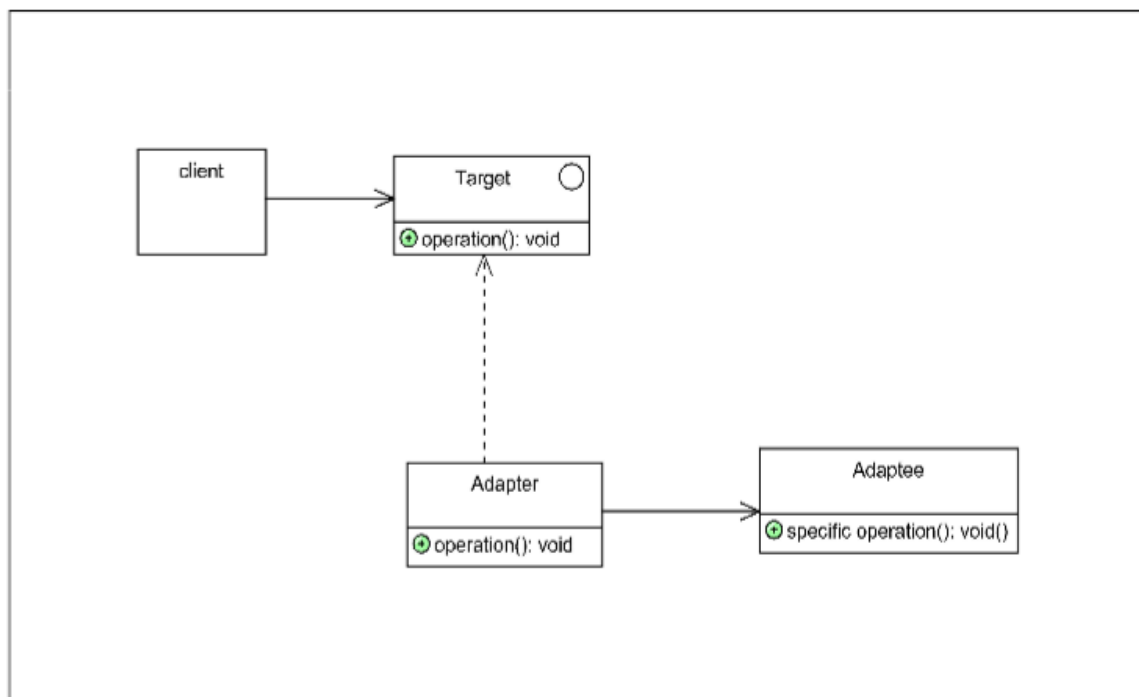 client
Target
operation(): void
Adapter
operation(): void
Adaptee
specific operation(): void()